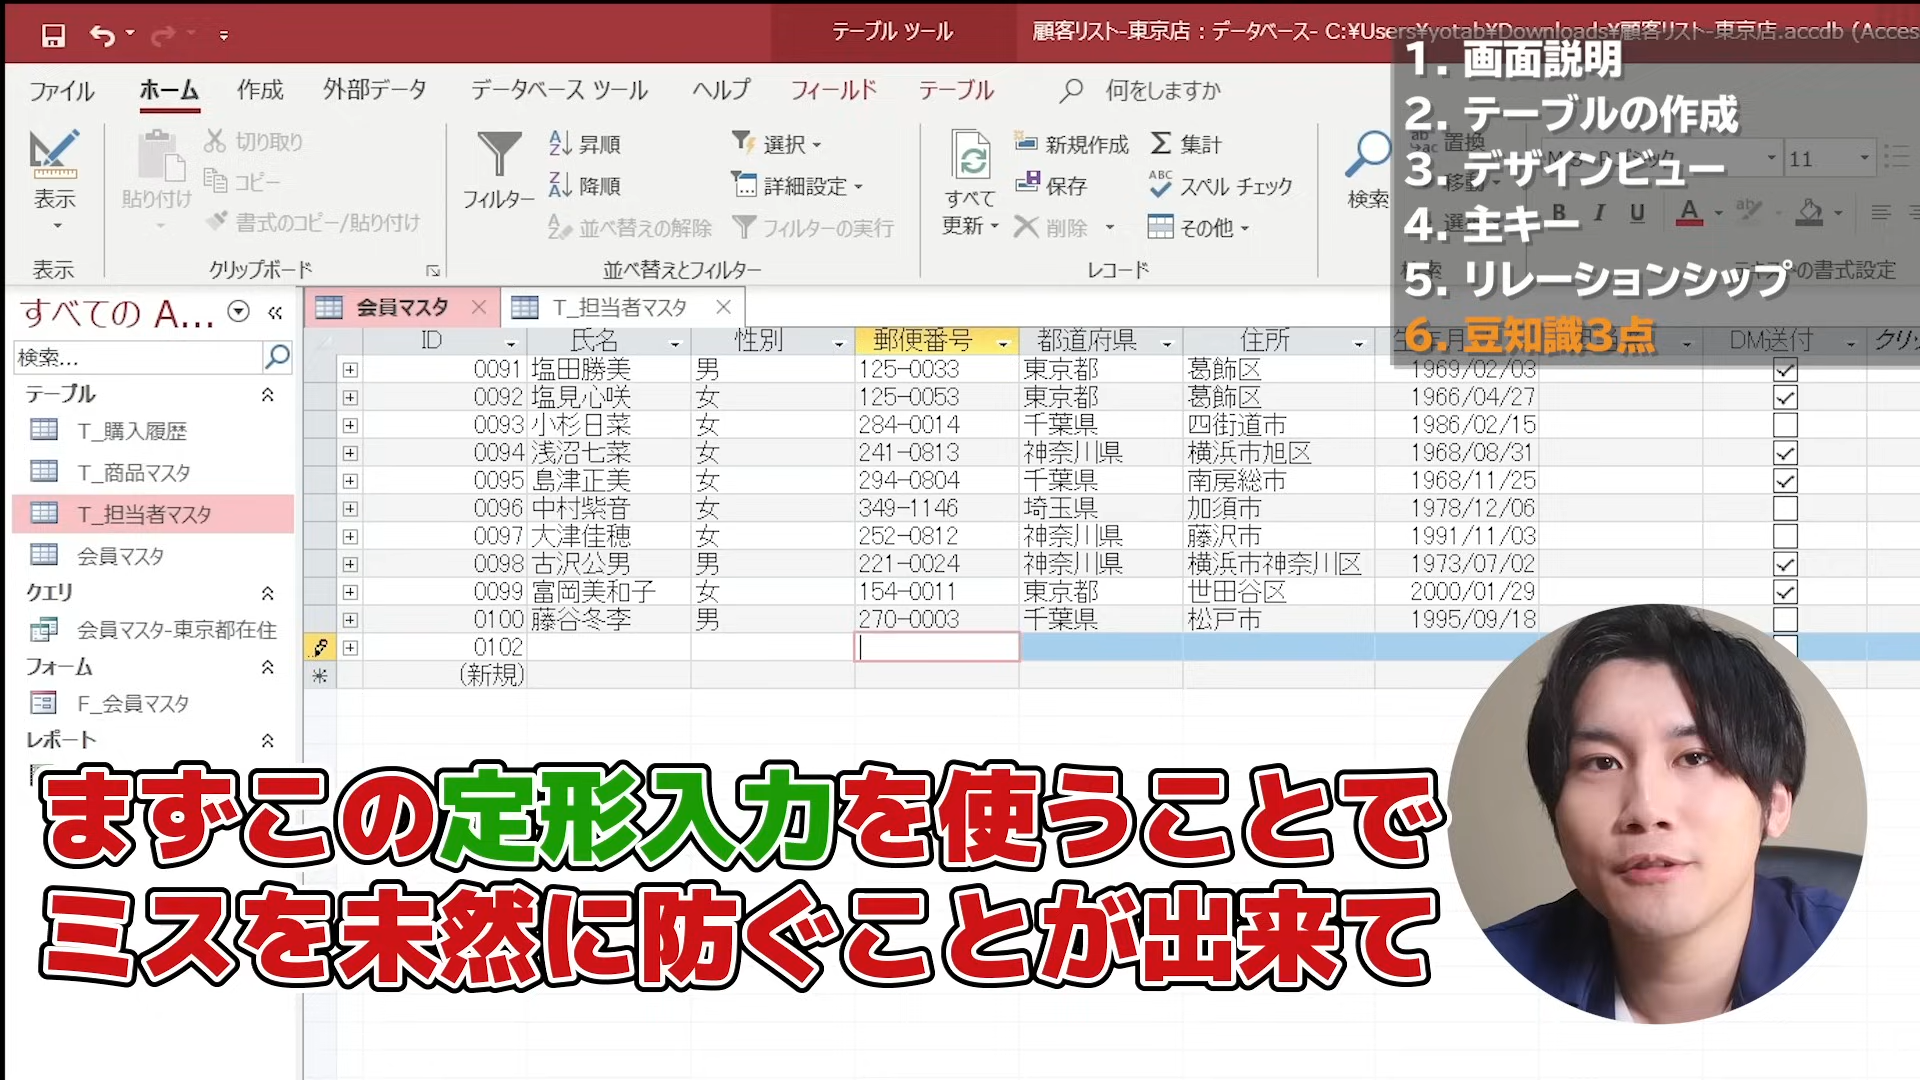 テーブル ツール
顧客リスト-東京店 : データベース- C:¥Users¥yotab¥Downloads¥顧客リスト-東京店.accdb (Acces
ファイル ホーム 作成 外部データ データベース ツール ヘルプ フィールド テーブル 何をしますか
1. 画面説明
2. テーブルの作成
3. デザインビュー
4. 主キー
5. リレーションシップ
6. 豆知識3点
表示
貼り付け
切り取り
コピー
書式のコピー/貼り付け
フィルター
昇順
降順
並べ替えの解除
選択
詳細設定
フィルターの実行
すべて
更新
新規作成
保存
削除
集計
スペル チェック
その他
検索
置換
11
B I U A
表示
クリップボード
並べ替えとフィルター
レコード
テキストの書式設定
すべての A...
検索...
テーブル
T_購入履歴
T_商品マスタ
T_担当者マスタ
会員マスタ
クエリ
会員マスタ-東京都在住
フォーム
F_会員マスタ
レポート
会員マスタ T_担当者マスタ
ID 氏名 性別 郵便番号 都道府県 住所 DM送付 クリッ
0091 塩田勝美 男 125-0033 東京都 葛飾区 1969/02/03
0092 塩見心咲 女 125-0053 東京都 葛飾区 1966/04/27
0093 小杉日菜 女 284-0014 千葉県 四街道市 1986/02/15
0094 浅沼七菜 女 241-0813 神奈川県 横浜市旭区 1968/08/31
0095 島津正美 女 294-0804 千葉県 南房総市 1968/11/25
0096 中村紫音 女 349-1146 埼玉県 加須市 1978/12/06
0097 大津佳穂 女 252-0812 神奈川県 藤沢市 1991/11/03
0098 古沢公男 男 221-0024 神奈川県 横浜市神奈川区 1973/07/02
0099 富岡美和子 女 154-0011 東京都 世田谷区 2000/01/29
0100 藤谷冬李 男 270-0003 千葉県 松戸市 1995/09/18
0102
(新規)
まずこの定形入力を使うことで
ミスを未然に防ぐことが出来て